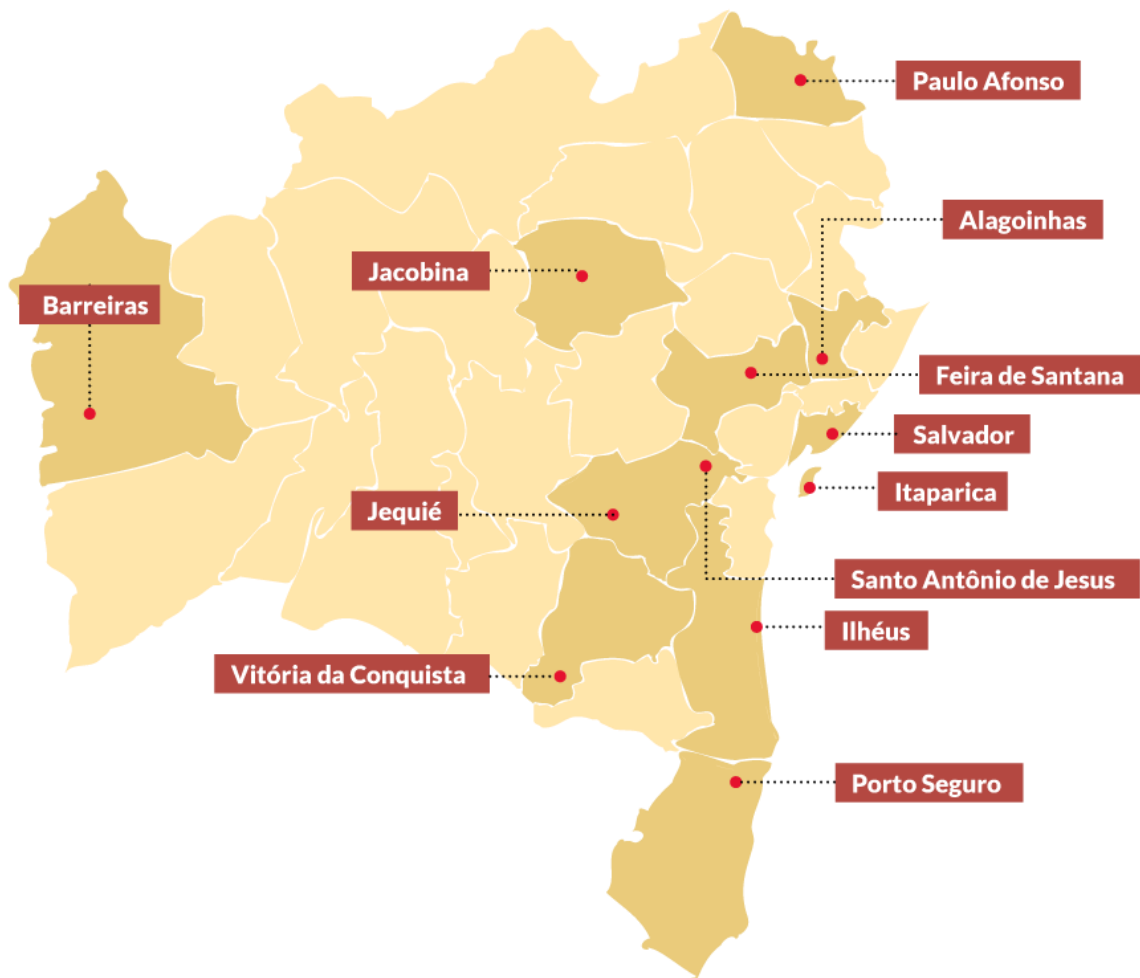 Paulo Afonso
Alagoinhas
Jacobina
Barreiras
Feira de Santana
Salvador
Itaparica
Jequié
Santo Antônio de Jesus
Ilhéus
Vitória da Conquista
Porto Seguro